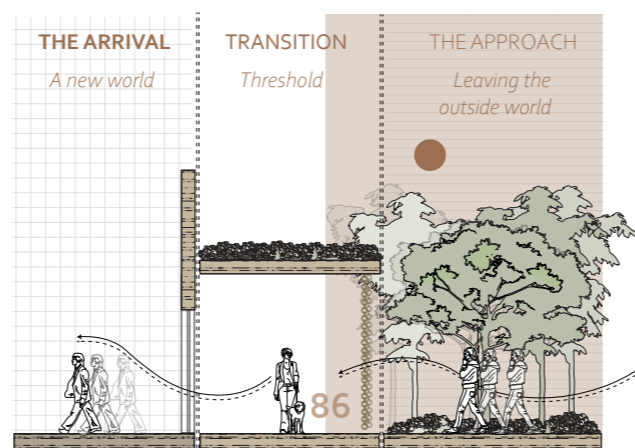 THE ARRIVAL
A new world
TRANSITION
Threshold
THE APPROACH
Leaving the
outside world
86